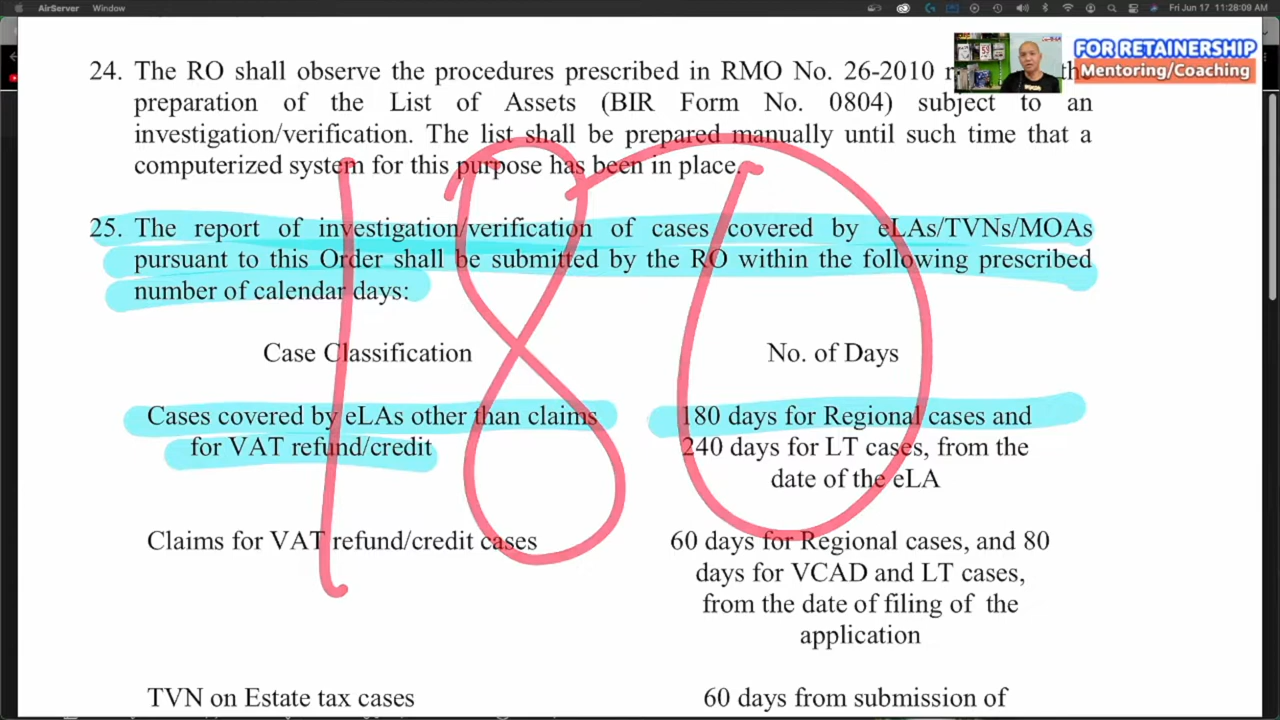 AirServer Window Fri Jun 17 11:28:09 AM
FOR RETAINERSHIP
Mentoring/Coaching
24. The RO shall observe the procedures prescribed in RMO No. 26-2010
preparation of the List of Assets (BIR Form No. 0804) subject to an
investigation/verification. The list shall be prepared manually until such time that a
computerized system for this purpose has been in place.
180
25. The report of investigation/verification of cases covered by eLAs/TVNs/MOAs
pursuant to this Order shall be submitted by the RO within the following prescribed
number of calendar days:
Case Classification No. of Days
Cases covered by eLAs other than claims 180 days for Regional cases and
for VAT refund/credit 240 days for LT cases, from the
date of the eLA
Claims for VAT refund/credit cases 60 days for Regional cases, and 80
days for VCAD and LT cases,
from the date of filing of the
application
TVN on Estate tax cases 60 days from submission of